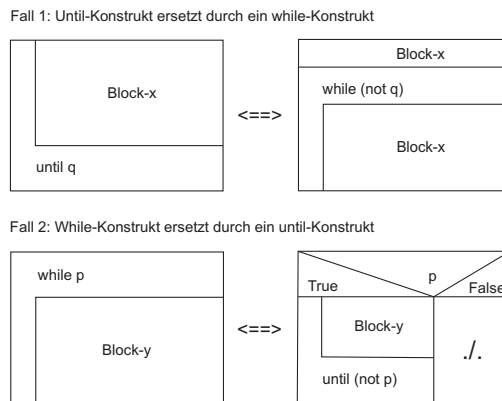 Fall 1: Until-Konstrukt ersetzt durch ein while-Konstrukt
Block-x
until q
<==>
Block-x
while (not q)
Block-x
Fall 2: While-Konstrukt ersetzt durch ein until-Konstrukt
while p
Block-y
<==>
p
True
False
Block-y
until (not p)
./.